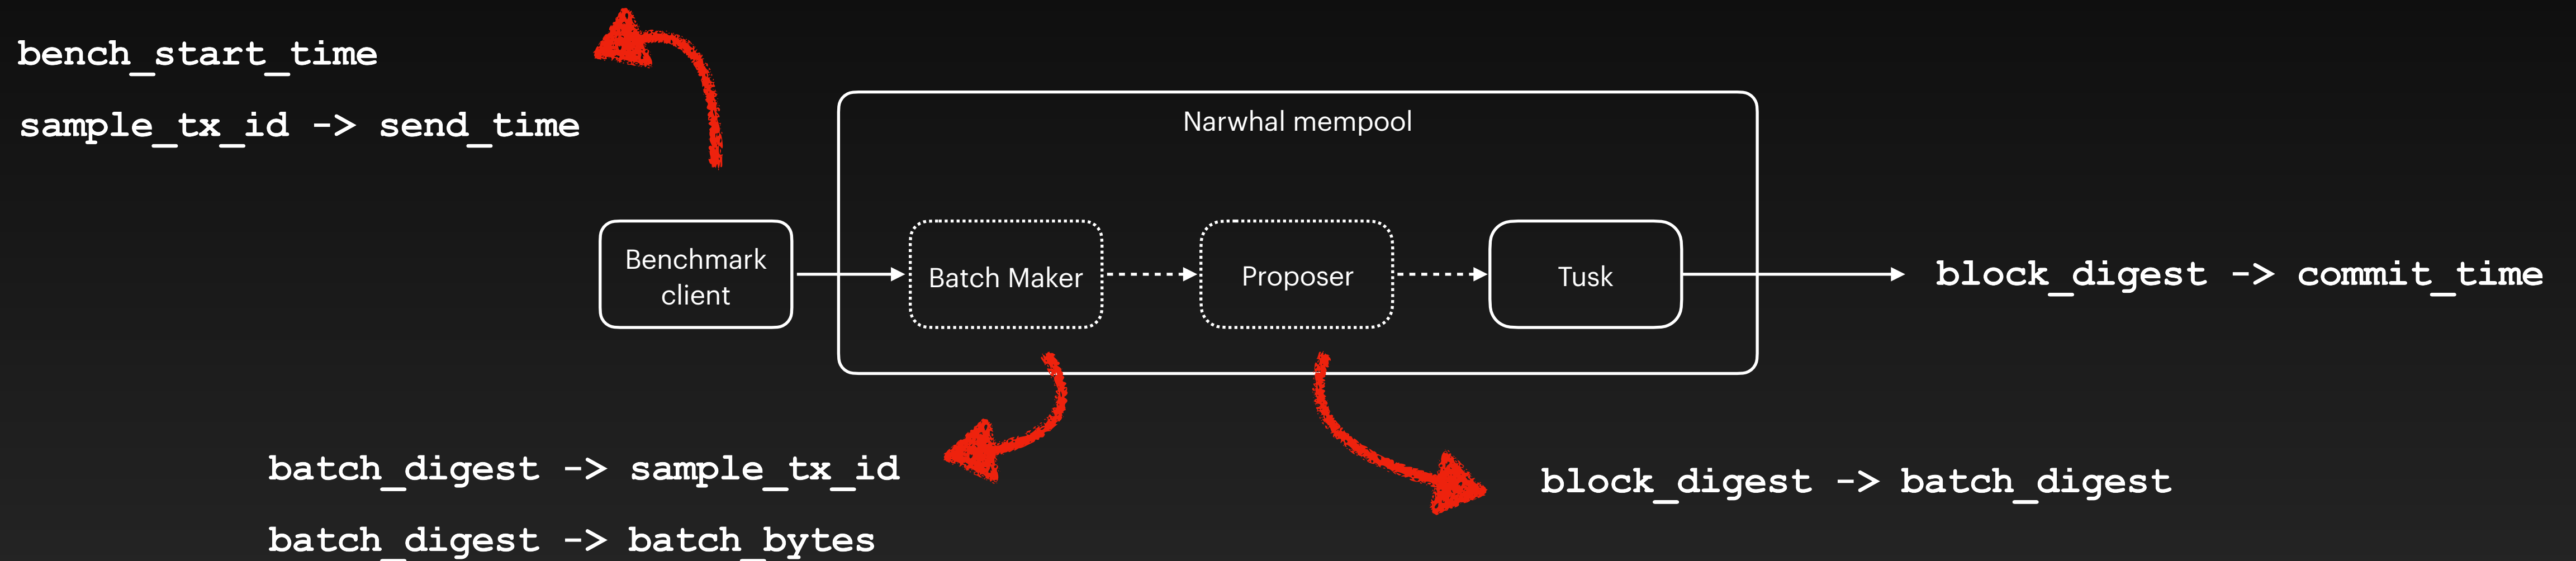 bench_start_time
sample_tx_id -> send_time
Narwhal mempool
Benchmark
client
Batch Maker
Proposer
Tusk
block_digest -> commit_time
batch_digest -> sample_tx_id
batch_digest -> batch_bytes
block_digest -> batch_digest